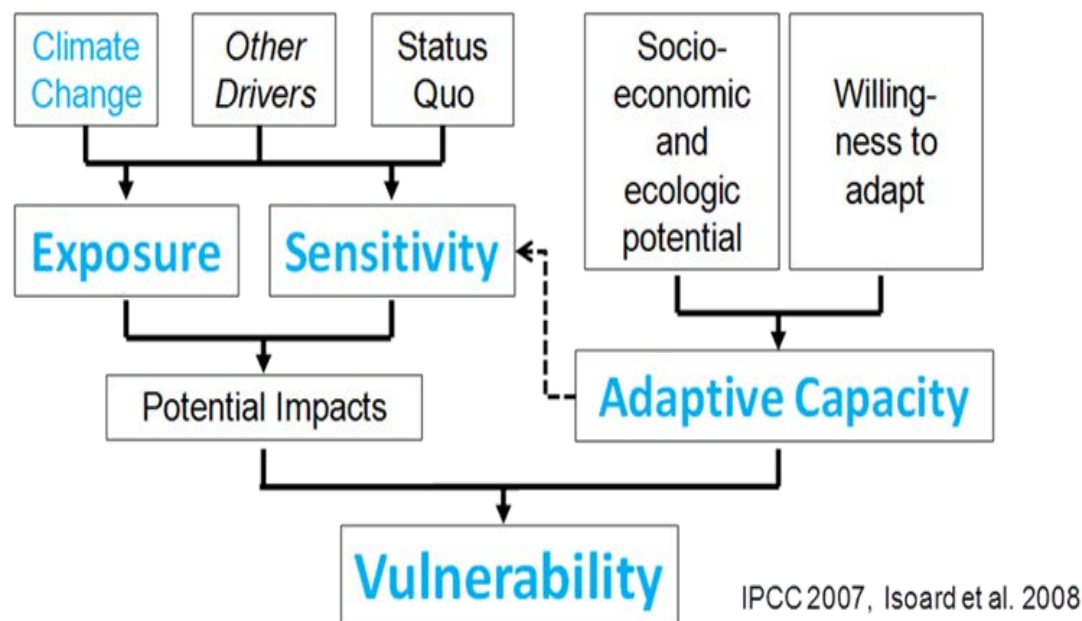 Climate
Change
Other
Drivers
Status
Quo
Socio-
economic
and
ecologic
potential
Willing-
ness to
adapt
Exposure
Sensitivity
Potential Impacts
Adaptive Capacity
Vulnerability
IPCC 2007, Isoard et al. 2008